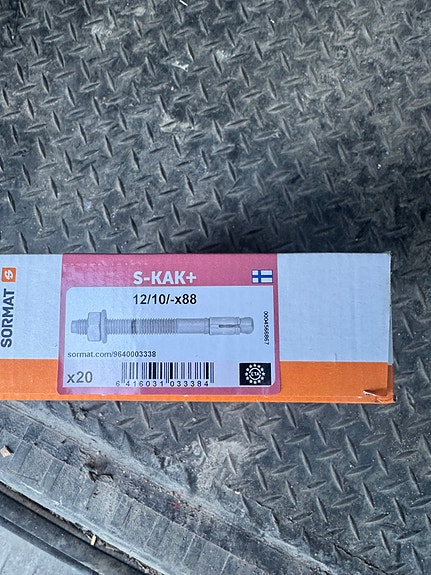 SORMAT
S-KAK+
12/10/-x88
sormat.com/9640003338
x20
6 416031 033384